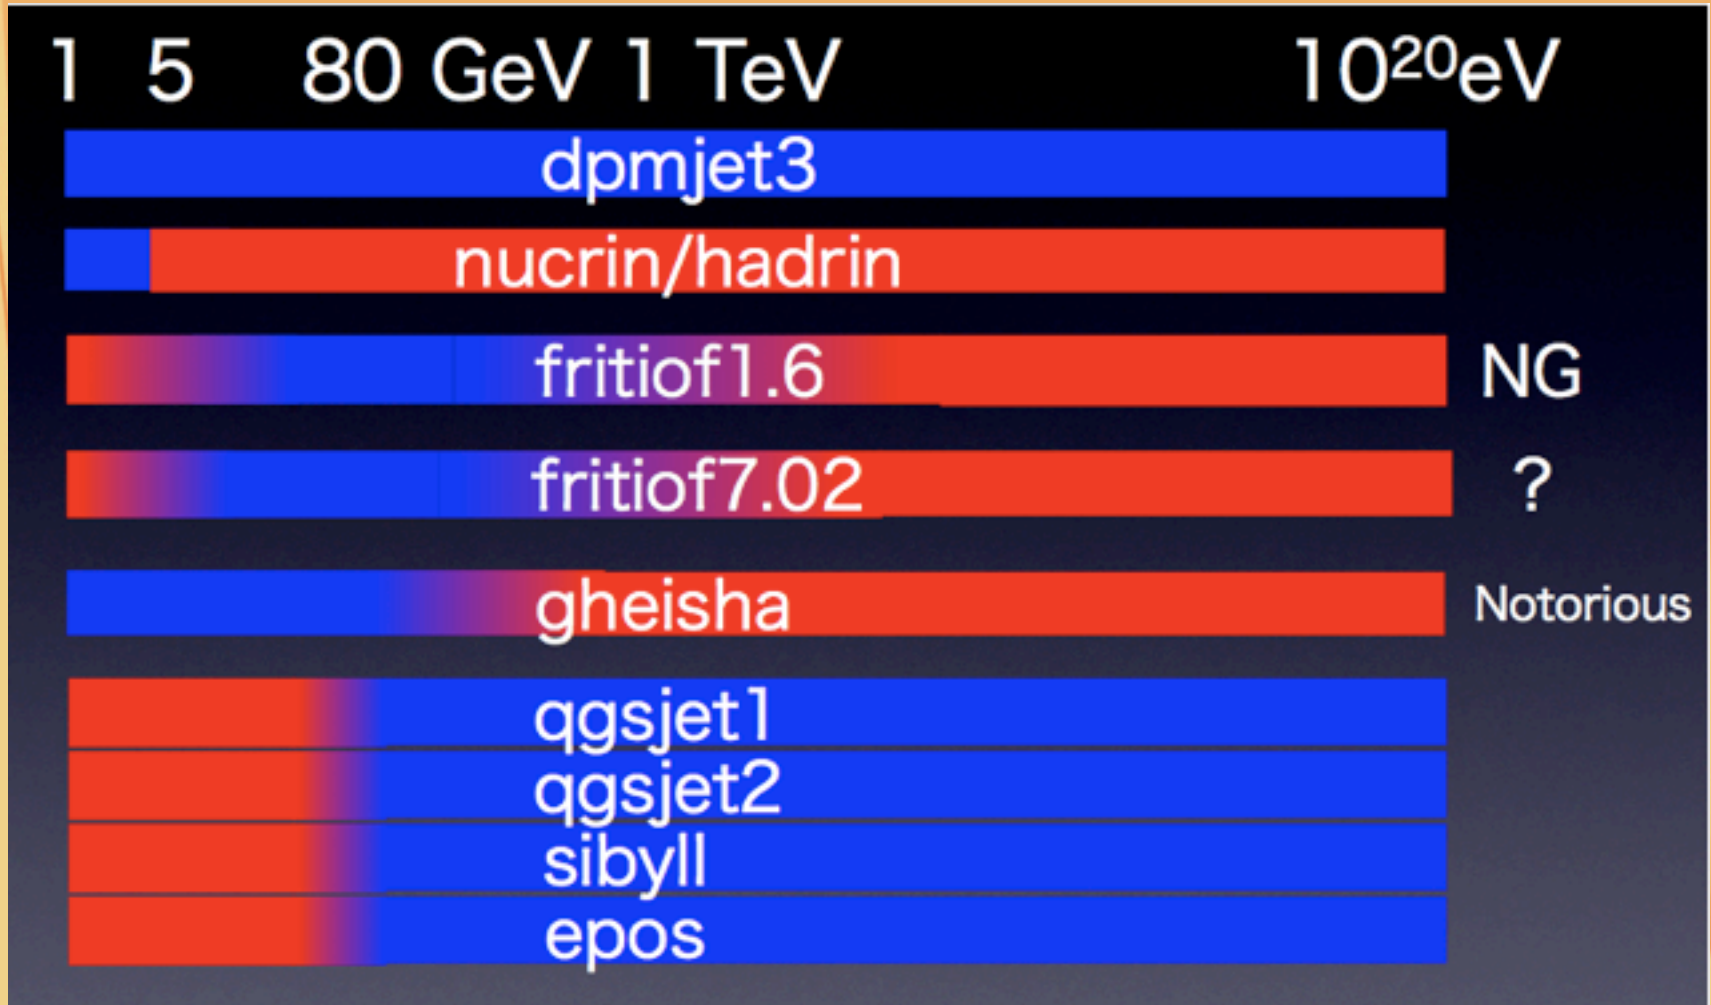 1 5 80 GeV 1 TeV 10²⁰eV
dpmjet3
nucrin/hadrin
fritiof1.6 NG
fritiof7.02 ?
gheisha Notorious
qgsjet1
qgsjet2
sibyll
epos